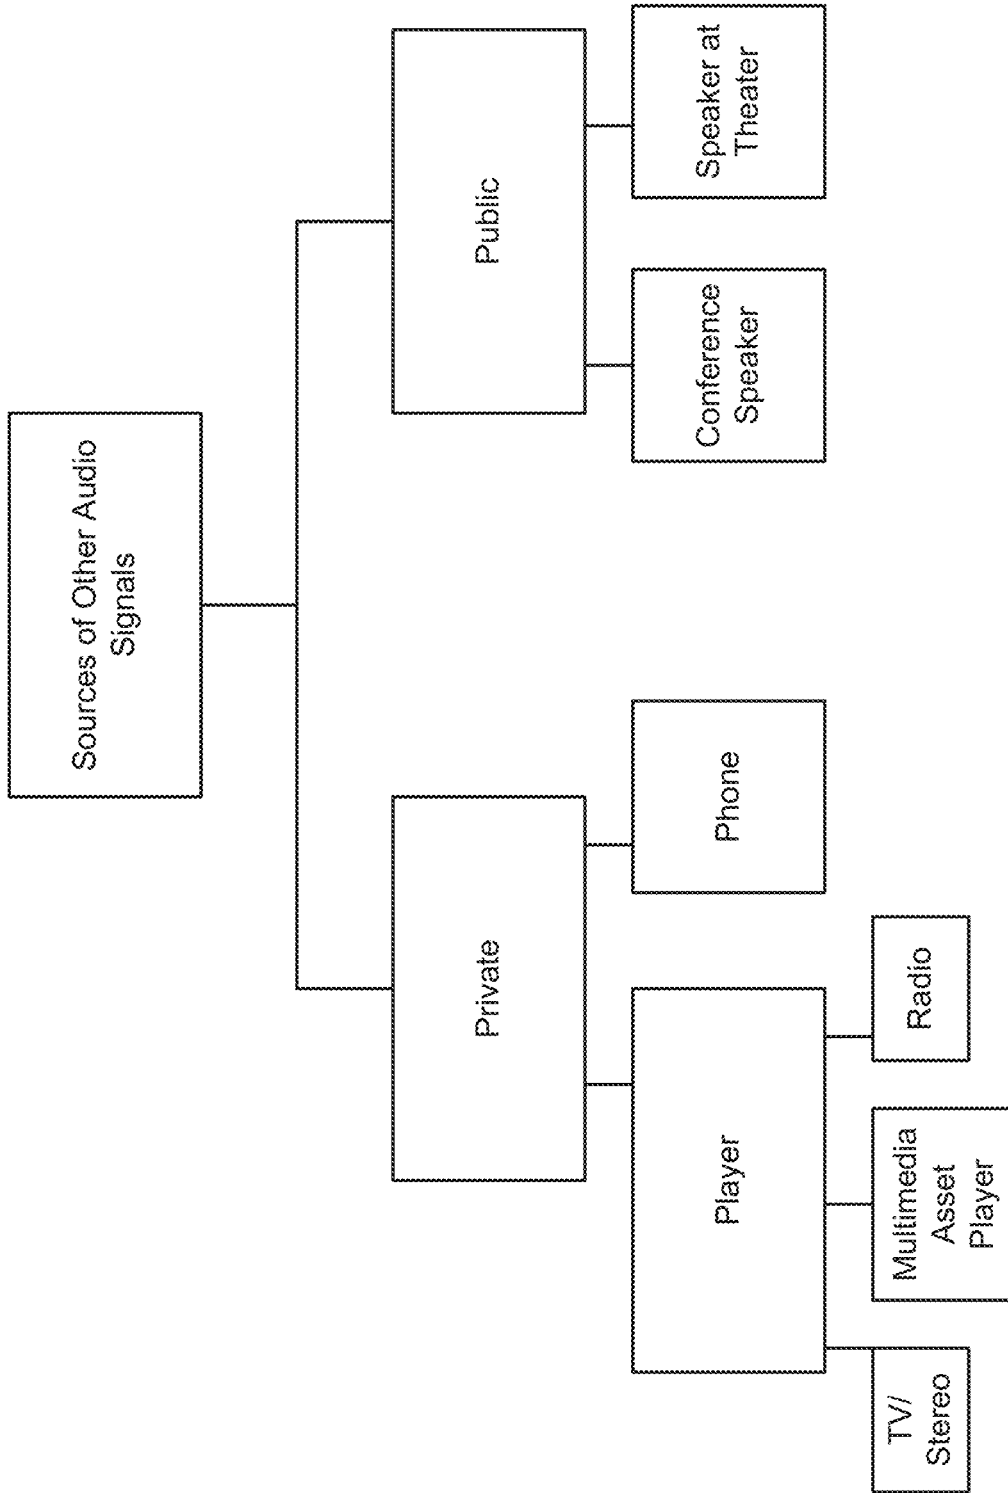 Sources of Other Audio
Signals
Private
Public
Player
Phone
Conference
Speaker
Speaker at
Theater
TV/
Stereo
Multimedia
Asset
Player
Radio